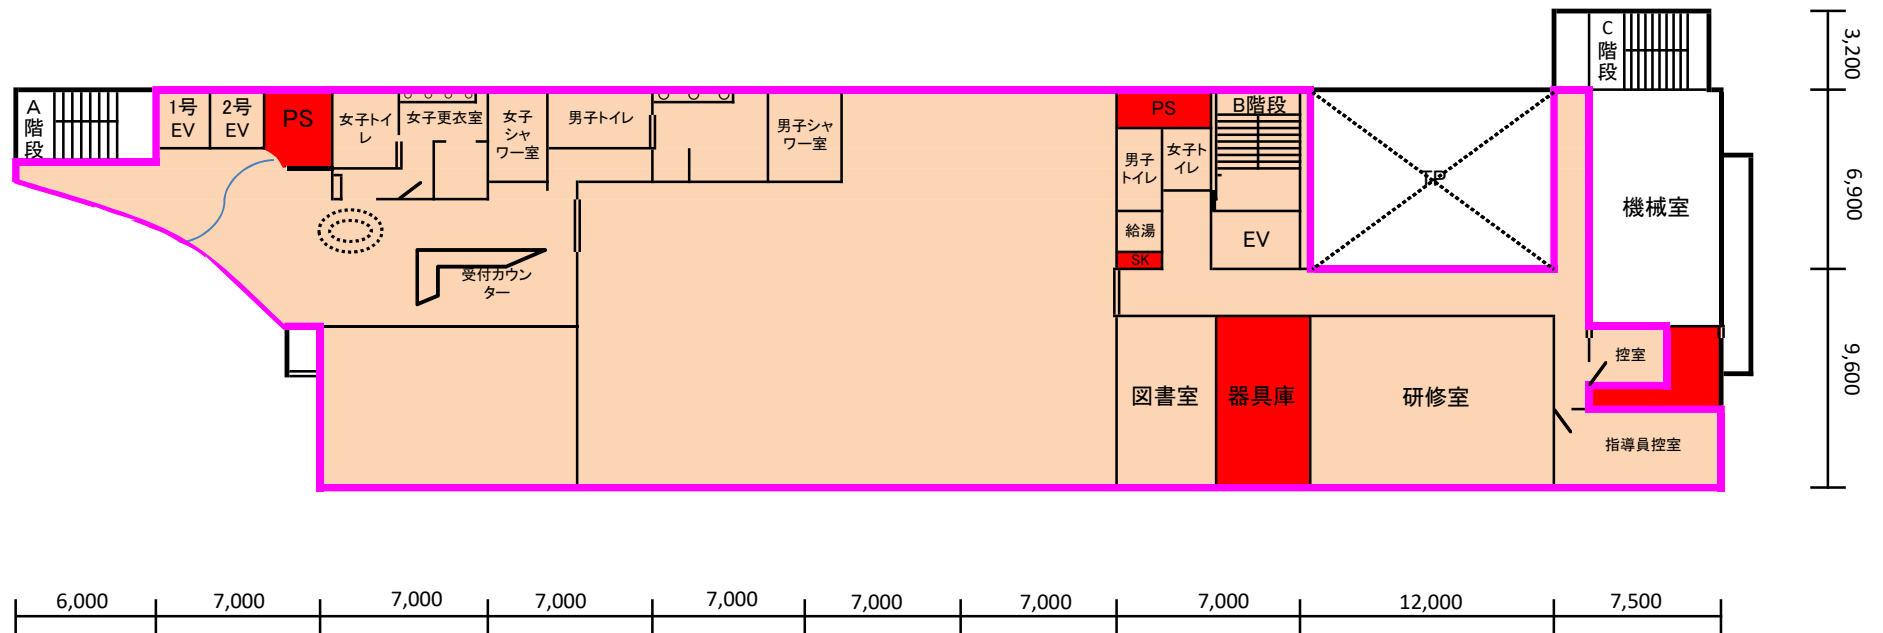 C
階
段
3,200
A
階
段
1号
EV
2号
EV
PS
女子トイ
レ
女子更衣室
女子
シャ
ワー室
男子トイレ
男子シャ
ワー室
PS
B階段
男子
トイレ
女子ト
イレ
給湯
SK
EV
機械室
6,900
受付カウン
ター
控室
図書室
器具庫
研修室
指導員控室
9,600
6,000
7,000
7,000
7,000
7,000
7,000
7,000
7,000
12,000
7,500